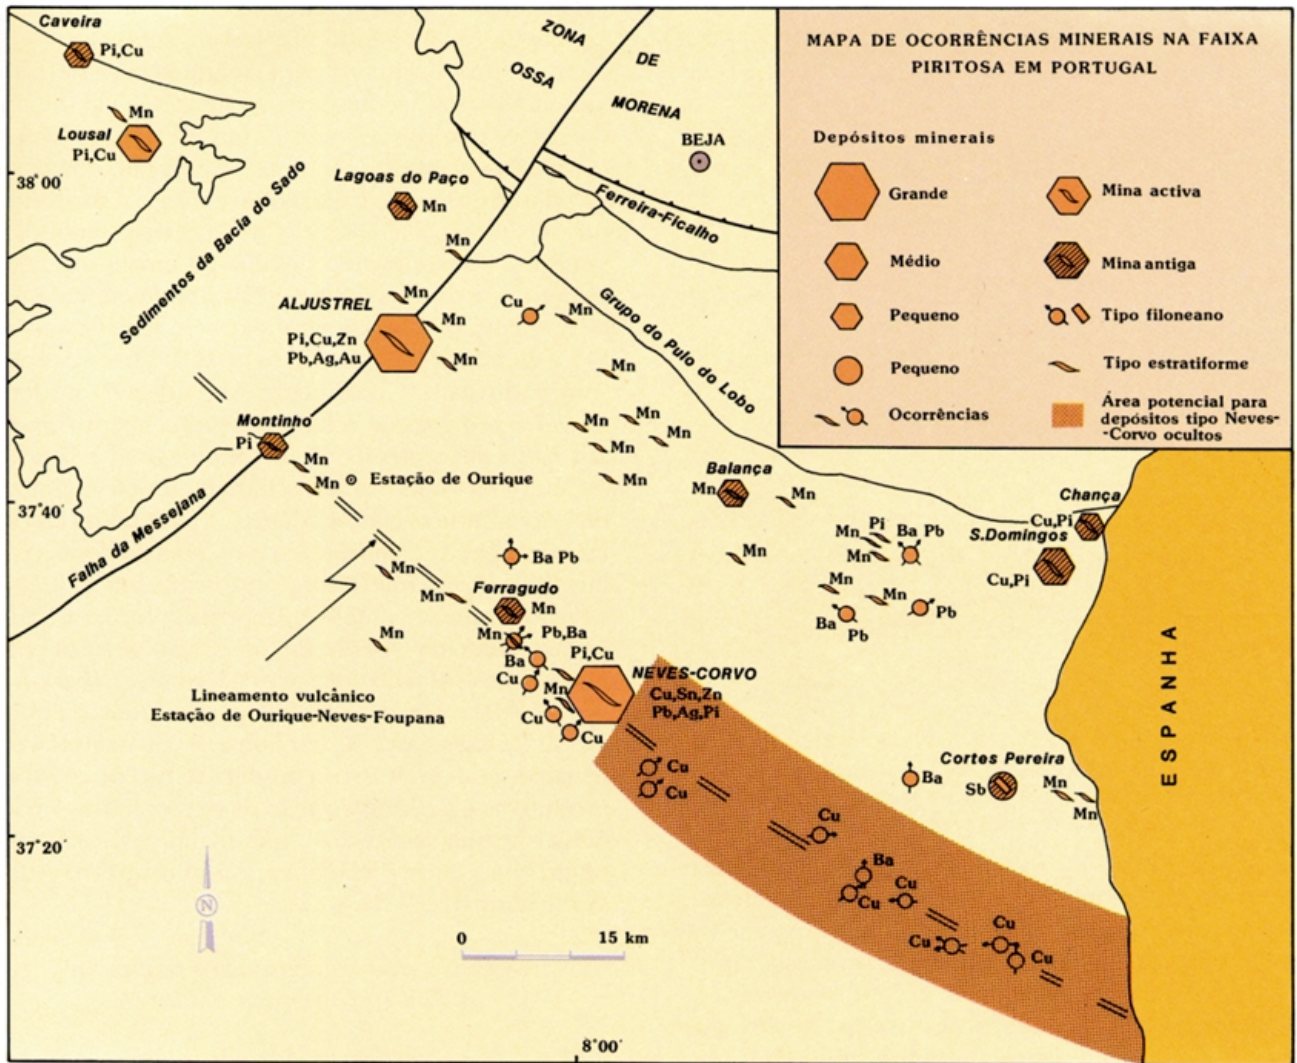 MAPA DE OCORRÊNCIAS MINERAIS NA FAIXA
PIRITOSA EM PORTUGAL
Depósitos minerais
Grande
Médio
Pequeno
Pequeno
Ocorrências
Mina activa
Mina antiga
Tipo filoneano
Tipo estratiforme
Área potencial para
depósitos tipo Neves-
-Corvo ocultos
Caveira
Pi,Cu
Mn
Lousal
Pi,Cu
38°00'
ZONA
DE
OSSA
MORENA
BEJA
Lagoas do Paço
Mn
Ferreira-Ficalho
Sedimentos da Bacia do Sado
Mn
ALJUSTREL
Mn
Pi,Cu,Zn
Pb,Ag,Au
Mn
Mn
Cu
Mn
Grupo do Pulo do Lobo
Mn
Montinho
Pi
Mn
Mn
Estação de Ourique
Mn
Mn
Mn
Mn
Mn
Balança
Mn
Mn
Chança
Cu,Pi
S.Domingos
Cu,Pi
37°40'
Falha da Messejana
Ba Pb
Mn
Pi
Mn
Mn
Ba Pb
Mn
Mn
Ba
Pb
Pb
Mn
Mn
Ferragudo
Mn
Mn
Mn
Pb,Ba
Pi,Cu
Ba
Cu
Mn
NEVES-CORVO
Cu,Sn,Zn
Pb,Ag,Pi
Cu
Cu
Lineamento vulcânico
Estação de Ourique-Neves-Foupana
ESPANHA
Cortes Pereira
Ba
Sb
Mn
Mn
Cu
Cu
37°20'
Cu
Ba
Cu
Cu
Cu
Cu
Cu
N
0 15 km
8°00'